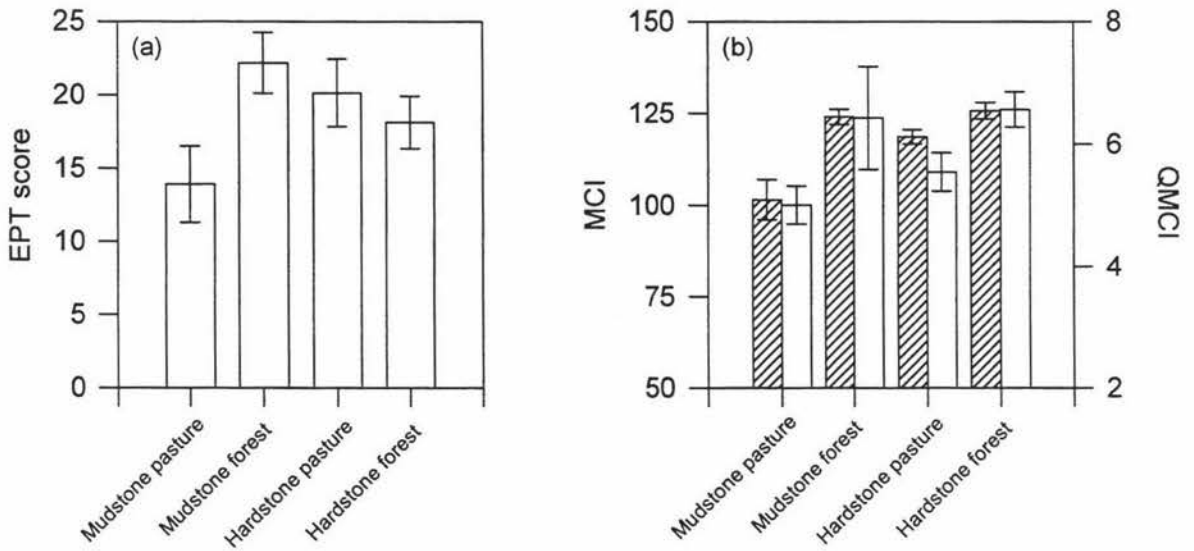 (a)
EPT score
25
20
15
10
5
0
Mudstone pasture
Mudstone forest
Hardstone pasture
Hardstone forest
(b)
MCI
150
125
100
75
50
QMCI
8
6
4
2
Mudstone pasture
Mudstone forest
Hardstone pasture
Hardstone forest